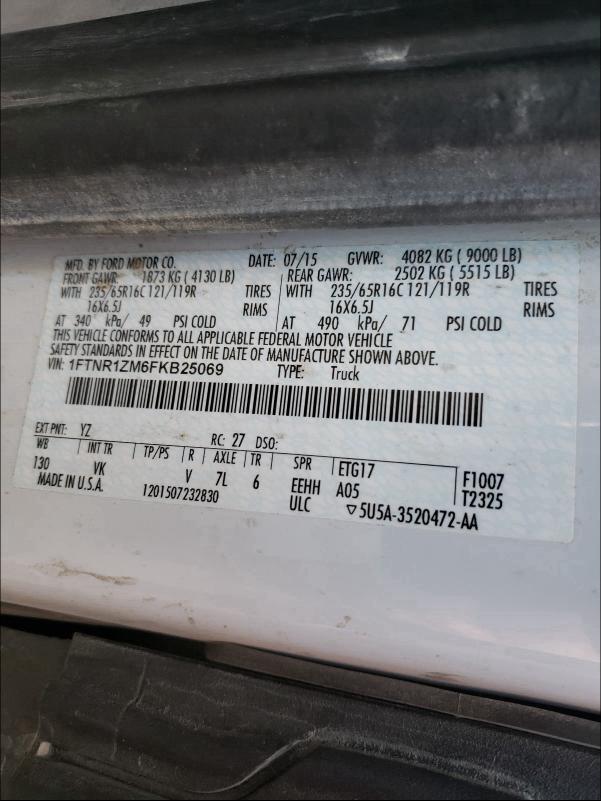 MFD. BY FORD MOTOR CO. DATE: 07/15 GVWR: 4082 KG ( 9000 LB)
FRONT GAWR: 1873 KG ( 4130 LB) REAR GAWR: 2502 KG ( 5515 LB)
WITH 235/65R16C 121/119R TIRES WITH 235/65R16C 121/119R TIRES
16X6.5J RIMS 16X6.5J RIMS
AT 340 kPa/ 49 PSI COLD AT 490 kPa/ 71 PSI COLD
THIS VEHICLE CONFORMS TO ALL APPLICABLE FEDERAL MOTOR VEHICLE
SAFETY STANDARDS IN EFFECT ON THE DATE OF MANUFACTURE SHOWN ABOVE.
VIN: 1FTNR1ZM6FKB25069 TYPE: Truck
EXT PNT: YZ RC: 27 DSO:
WB INT TR TP/PS R AXLE TR SPR ETG17 F1007
130 VK V 7L 6 EEHH A05 T2325
MADE IN U.S.A. 1201507232830 ULC ▽5U5A-3520472-AA